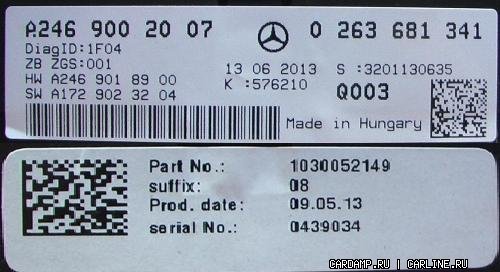 A246 900 20 07 0 263 681 341
DiagID:1F04
ZB ZGS:001
HW A246 901 89 00 13 06 2013 S :3201130635
SW A172 902 32 04 K :576210 Q003
Made in Hungary
Part No.: 1030052149
suffix: 08
Prod. date: 09.05.13
serial No.: 0439034
CARDAMP.RU | CARLINE.RU